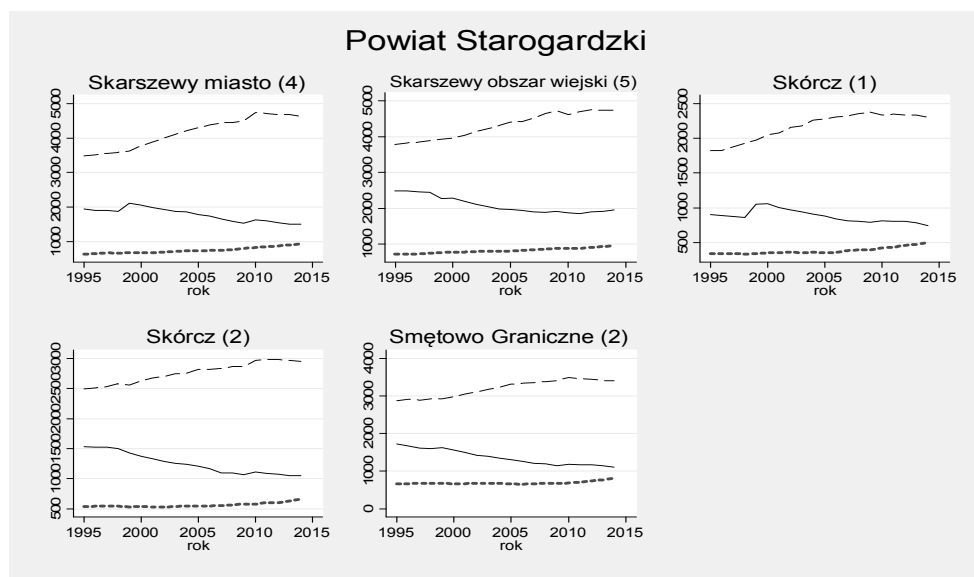 Powiat Starogardzki
Skarszewy miasto (4)
5000
4000
3000
2000
1000
1995 2000 2005 2010 2015
rok
Skarszewy obszar wiejski (5)
5000
4000
3000
2000
1000
1995 2000 2005 2010 2015
rok
Skórcz (1)
2500
2000
1500
1000
500
1995 2000 2005 2010 2015
rok
Skórcz (2)
3000
2500
2000
1500
1000
500
1995 2000 2005 2010 2015
rok
Smętowo Graniczne (2)
4000
3000
2000
1000
0
1995 2000 2005 2010 2015
rok